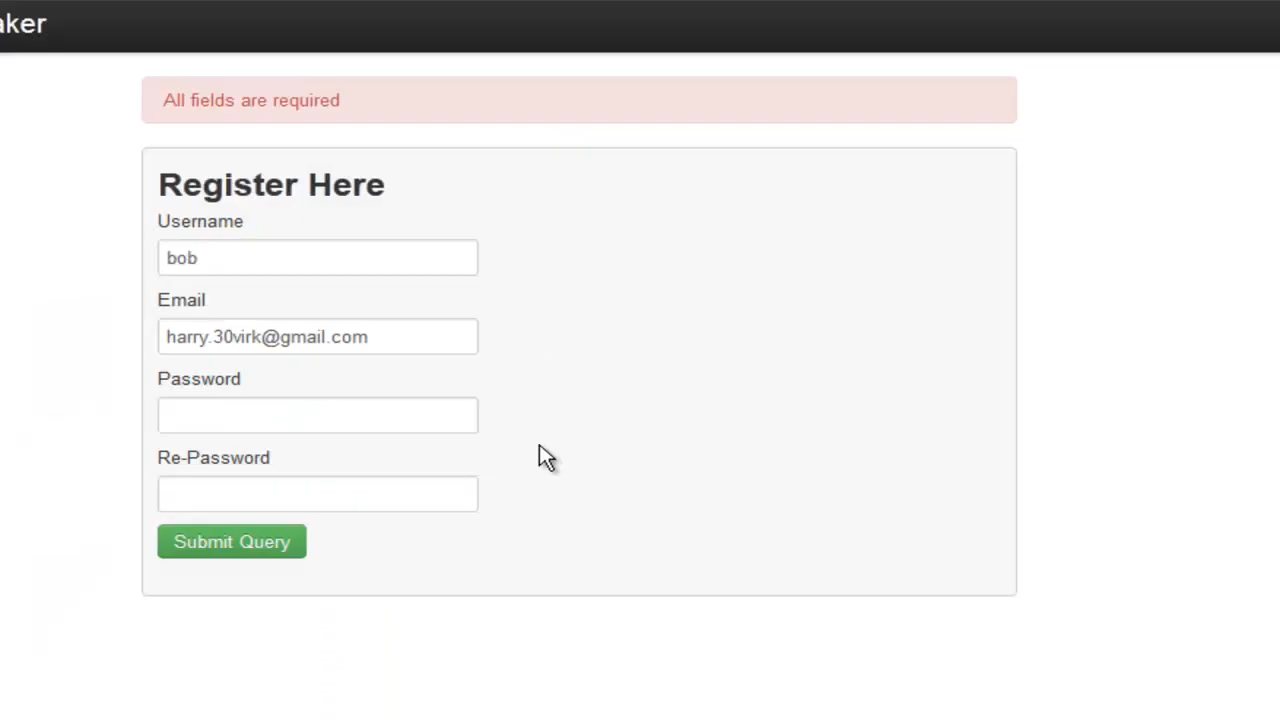 aker
All fields are required
Register Here
Username
bob
Email
harry.30virk@gmail.com
Password
Re-Password
Submit Query